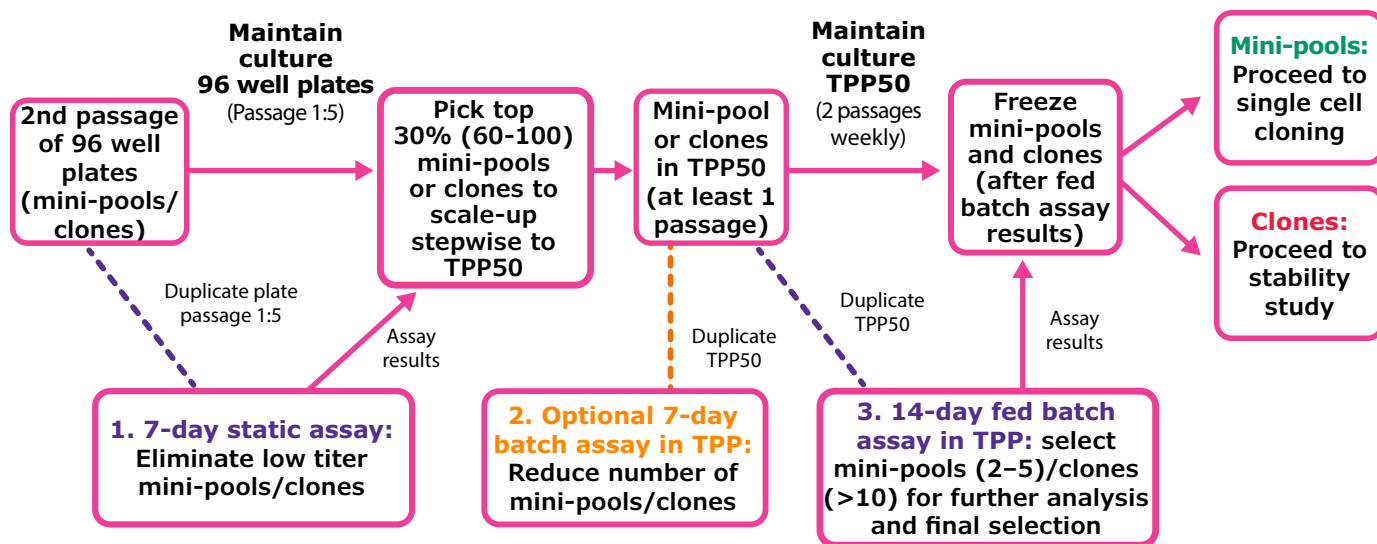 Maintain
culture
96 well plates
(Passage 1:5)
Maintain
culture
TPP50
(2 passages
weekly)
2nd passage
of 96 well
plates
(mini-pools/
clones)
Pick top
30% (60-100)
mini-pools
or clones to
scale-up
stepwise to
TPP50
Mini-pool
or clones
in TPP50
(at least 1
passage)
Freeze
mini-pools
and clones
(after fed
batch assay
results)
Mini-pools:
Proceed to
single cell
cloning
Clones:
Proceed to
stability
study
Duplicate plate
passage 1:5
Assay
results
Duplicate
TPP50
Duplicate
TPP50
Assay
results
1. 7-day static assay:
Eliminate low titer
mini-pools/clones
2. Optional 7-day
batch assay in TPP:
Reduce number of
mini-pools/clones
3. 14-day fed batch
assay in TPP: select
mini-pools (2–5)/clones
(>10) for further analysis
and final selection